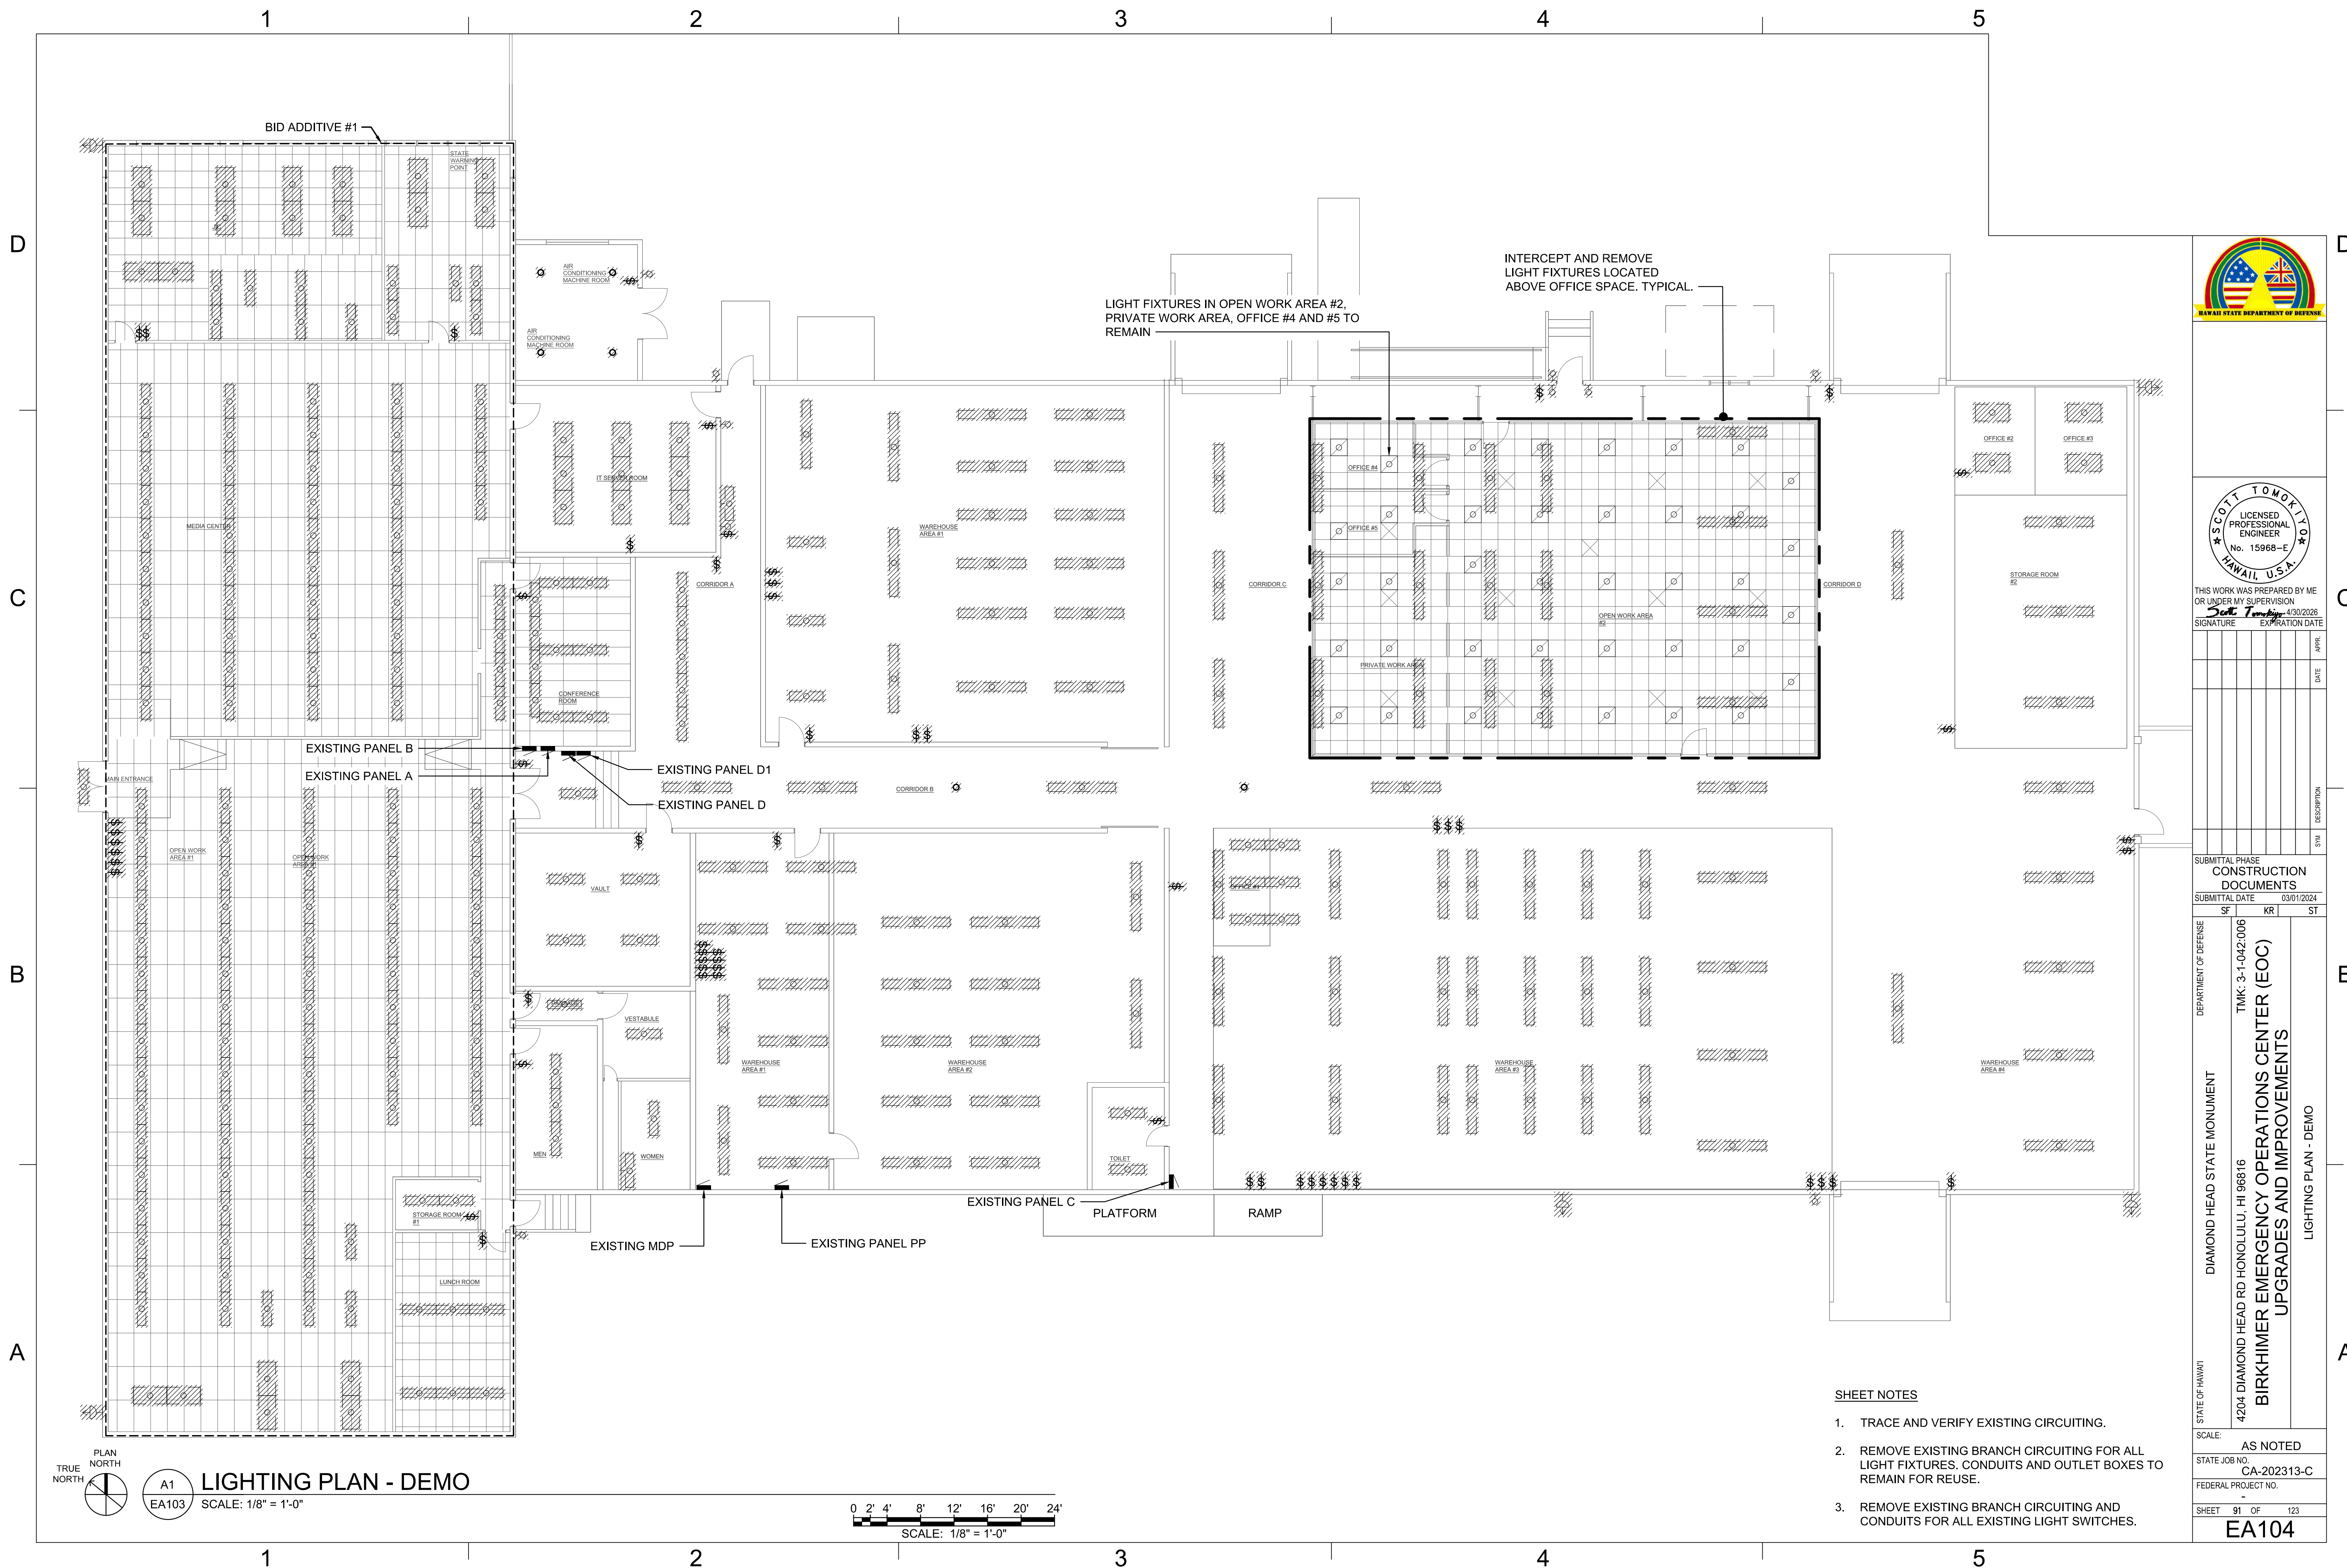 1
2
3
4
5
D
D
C
C
B
B
A
A
BID ADDITIVE #1
STATE
WARNING
POINT
AIR
CONDITIONING
MACHINE ROOM
AIR
CONDITIONING
MACHINE ROOM
INTERCEPT AND REMOVE
LIGHT FIXTURES LOCATED
ABOVE OFFICE SPACE. TYPICAL.
LIGHT FIXTURES IN OPEN WORK AREA #2,
PRIVATE WORK AREA, OFFICE #4 AND #5 TO
REMAIN
MEDIA CENTER
IT SERVER ROOM
WAREHOUSE
AREA #1
OFFICE #4
OFFICE #5
OFFICE #2
OFFICE #3
CORRIDOR A
CORRIDOR C
OPEN WORK AREA
#2
CORRIDOR D
STORAGE ROOM
#2
PRIVATE WORK AREA
CONFERENCE
ROOM
EXISTING PANEL B
EXISTING PANEL A
EXISTING PANEL D1
EXISTING PANEL D
MAIN ENTRANCE
CORRIDOR B
OPEN WORK
AREA #1
OPEN WORK
AREA #1
VAULT
OFFICE #1
VESTABULE
WAREHOUSE
AREA #1
WAREHOUSE
AREA #2
WAREHOUSE
AREA #3
WAREHOUSE
AREA #4
MEN
WOMEN
TOILET
STORAGE ROOM
#1
LUNCH ROOM
EXISTING PANEL C
PLATFORM
RAMP
EXISTING MDP
EXISTING PANEL PP
SHEET NOTES
1. TRACE AND VERIFY EXISTING CIRCUITING.
2. REMOVE EXISTING BRANCH CIRCUITING FOR ALL
LIGHT FIXTURES. CONDUITS AND OUTLET BOXES TO
REMAIN FOR REUSE.
3. REMOVE EXISTING BRANCH CIRCUITING AND
CONDUITS FOR ALL EXISTING LIGHT SWITCHES.
PLAN
NORTH
TRUE
NORTH
A1
EA103
LIGHTING PLAN - DEMO
SCALE: 1/8" = 1'-0"
0 2' 4' 8' 12' 16' 20' 24'
SCALE: 1/8" = 1'-0"
HAWAII STATE DEPARTMENT OF DEFENSE
SCOTT TOMOKIYO
LICENSED
PROFESSIONAL
ENGINEER
No. 15968-E
HAWAII, U.S.A.
THIS WORK WAS PREPARED BY ME
OR UNDER MY SUPERVISION
Scott Tomokiyo 4/30/2026
SIGNATURE EXPIRATION DATE
APPR.
DATE
DESCRIPTION
SYM
SUBMITTAL PHASE
CONSTRUCTION
DOCUMENTS
SUBMITTAL DATE 03/01/2024
SF KR ST
STATE OF HAWAI'I DEPARTMENT OF DEFENSE
DIAMOND HEAD STATE MONUMENT
4204 DIAMOND HEAD RD HONOLULU, HI 96816 TMK: 3-1-042:006
BIRKHIMER EMERGENCY OPERATIONS CENTER (EOC)
UPGRADES AND IMPROVEMENTS
LIGHTING PLAN - DEMO
SCALE:
AS NOTED
STATE JOB NO.
CA-202313-C
FEDERAL PROJECT NO.
-
SHEET 91 OF 123
EA104
1
2
3
4
5